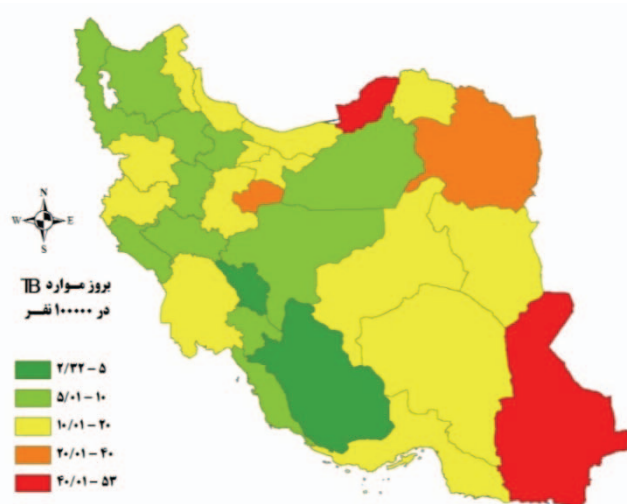 N
W E
S
بروز موارد TB
در ۱۰۰۰۰۰ نفر
۲/۳۲ – ۵
۵/۰۱ – ۱۰
۱۰/۰۱ – ۲۰
۲۰/۰۱ – ۴۰
۴۰/۰۱ – ۵۳